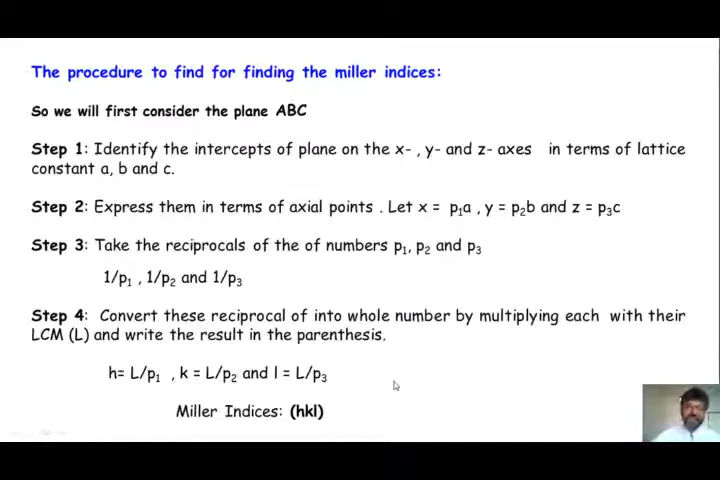 The procedure to find for finding the miller indices:
So we will first consider the plane ABC
Step 1: Identify the intercepts of plane on the x- , y- and z- axes in terms of lattice
constant a, b and c.
Step 2: Express them in terms of axial points . Let x = p₁a , y = p₂b and z = p₃c
Step 3: Take the reciprocals of the of numbers p₁, p₂ and p₃
1/p₁ , 1/p₂ and 1/p₃
Step 4: Convert these reciprocal of into whole number by multiplying each with their
LCM (L) and write the result in the parenthesis.
h= L/p₁ , k = L/p₂ and l = L/p₃
Miller Indices: (hkl)